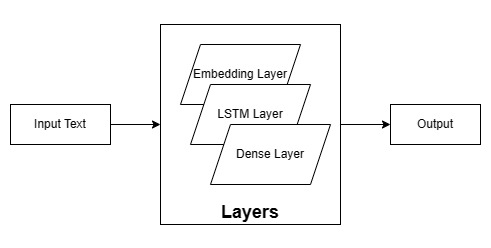 Input Text
Embedding Layer
LSTM Layer
Dense Layer
Layers
Output